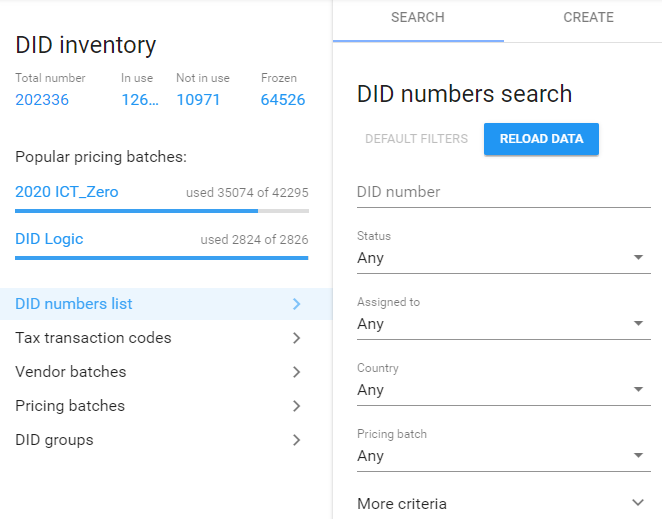 DID inventory
Total number In use Not in use Frozen
202336 126... 10971 64526
Popular pricing batches:
2020 ICT_Zero used 35074 of 42295
DID Logic used 2824 of 2826
DID numbers list
Tax transaction codes
Vendor batches
Pricing batches
DID groups
SEARCH CREATE
DID numbers search
DEFAULT FILTERS RELOAD DATA
DID number
Status
Any
Assigned to
Any
Country
Any
Pricing batch
Any
More criteria